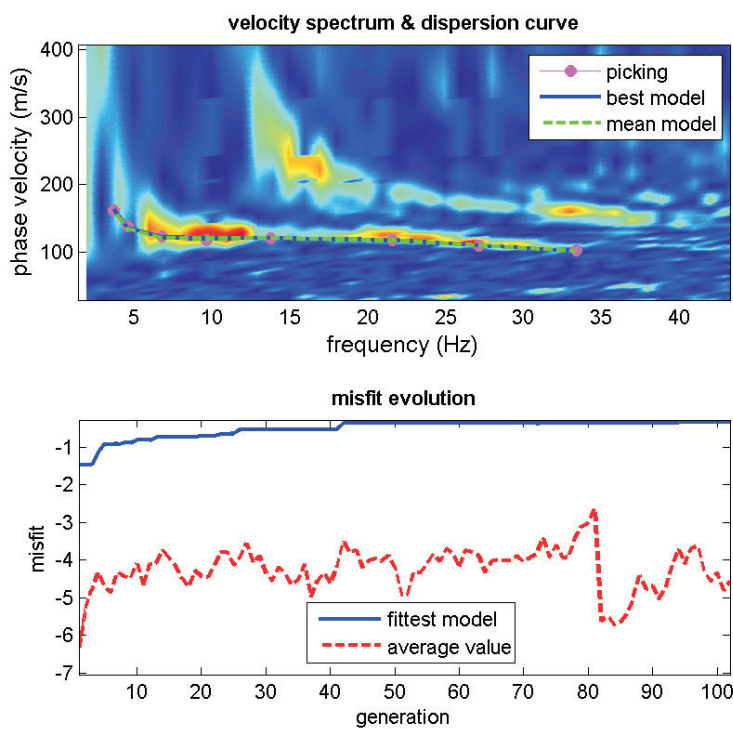 velocity spectrum & dispersion curve
400
300
200
100
phase velocity (m/s)
picking
best model
mean model
5 10 15 20 25 30 35 40
frequency (Hz)
misfit evolution
-1
-2
-3
-4
-5
-6
-7
misfit
fittest model
average value
10 20 30 40 50 60 70 80 90 100
generation